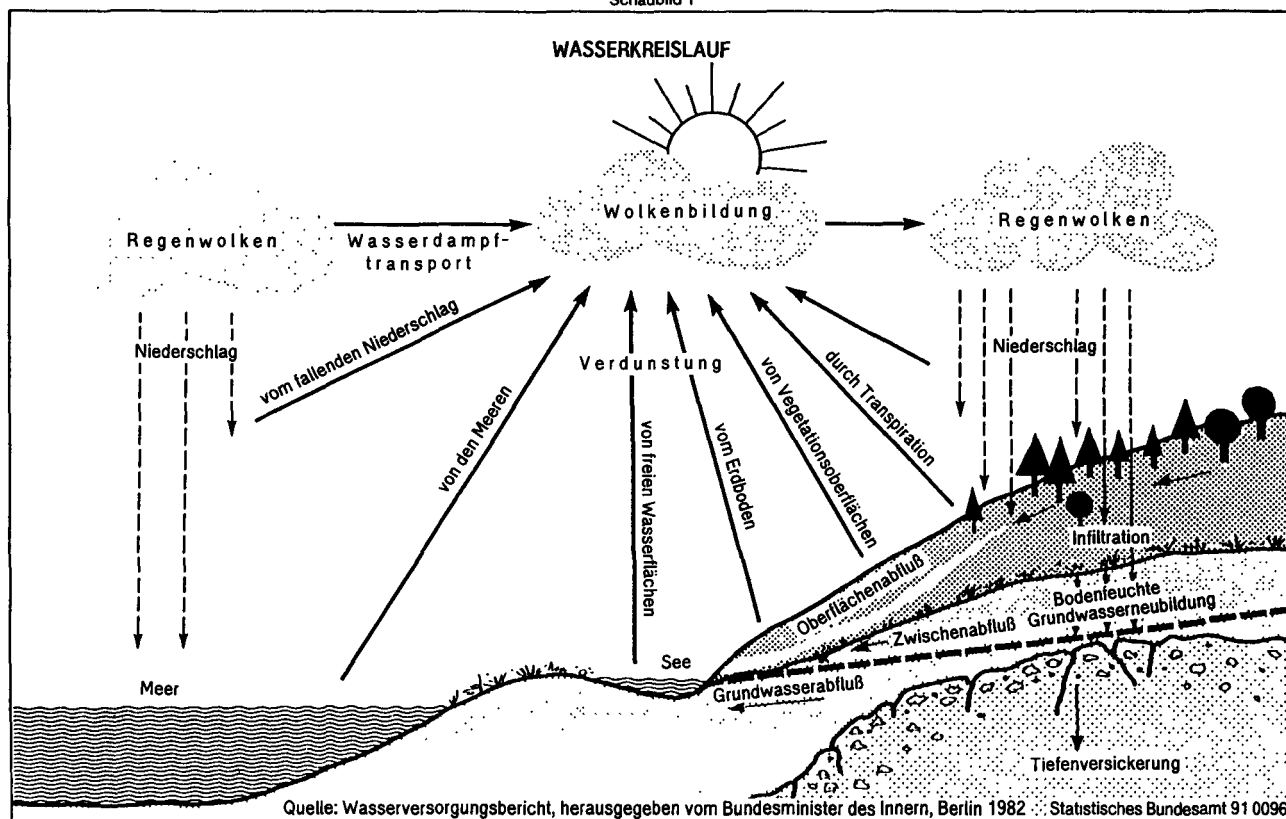 Schaubild 1
WASSERKREISLAUF
Regenwolken
Wasserdampf-
transport
Wolkenbildung
Regenwolken
Niederschlag
vom fallenden Niederschlag
von den Meeren
Verdunstung
von freien Wasserflächen
vom Erdboden
von Vegetationsoberflächen
durch Transpiration
Niederschlag
Infiltration
Oberflächenabfluß
Bodenfeuchte
Zwischenabfluß
Grundwasserneubildung
Meer
See
Grundwasserabfluß
Tiefenversickerung
Quelle: Wasserversorgungsbericht, herausgegeben vom Bundesminister des Innern, Berlin 1982
Statistisches Bundesamt 91 0096